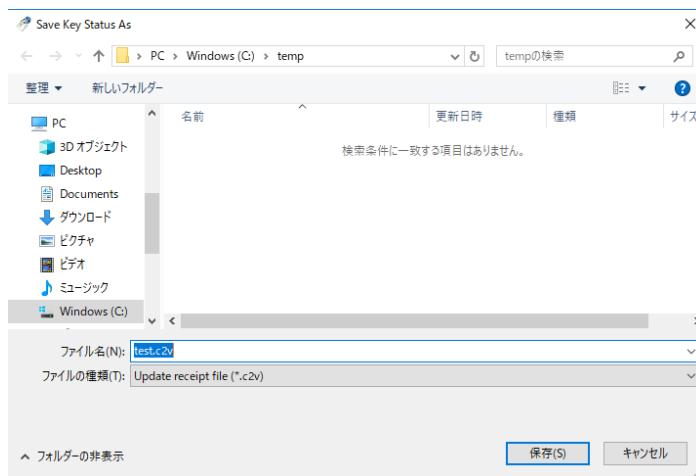 Save Key Status As
PC > Windows (C:) > temp
tempの検索
整理 新しいフォルダー
名前 更新日時 種類 サイズ
検索条件に一致する項目はありません。
PC
3D オブジェクト
Desktop
Documents
ダウンロード
ピクチャ
ビデオ
ミュージック
Windows (C:)
ファイル名(N): test.c2v
ファイルの種類(T): Update receipt file (*.c2v)
フォルダーの非表示
保存(S) キャンセル